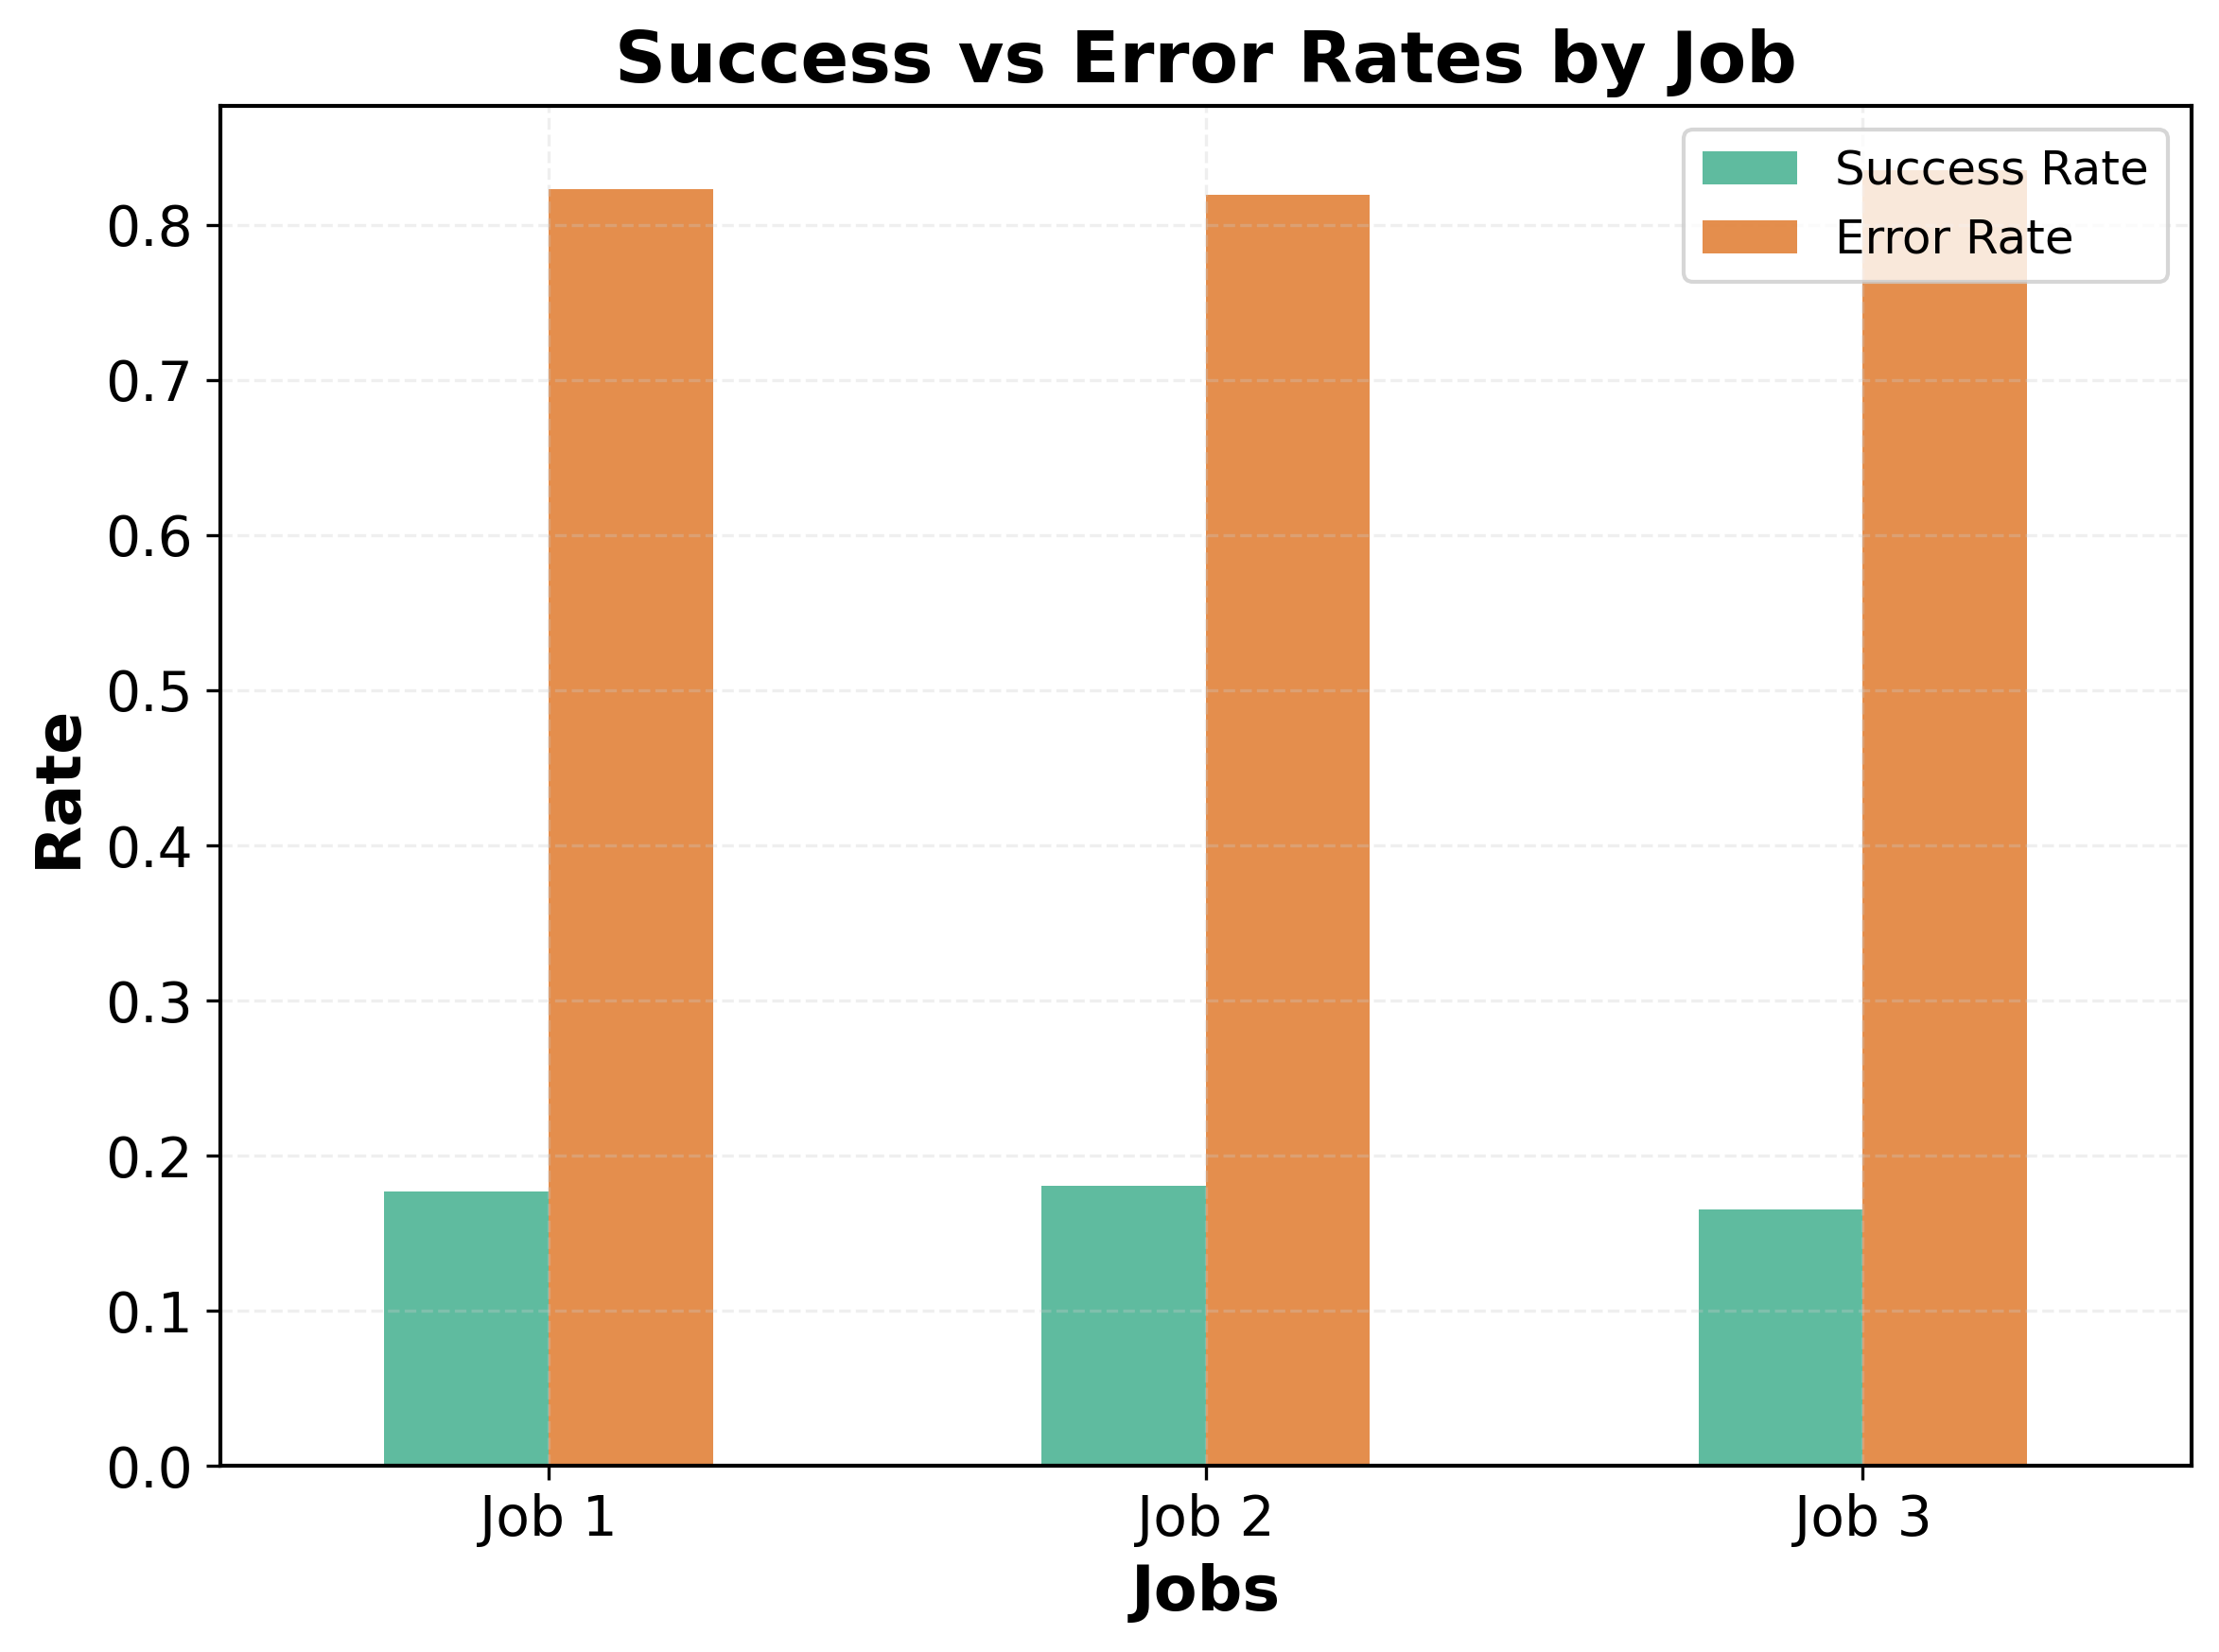 Success vs Error Rates by Job
Success Rate
Error Rate
0.8
0.7
0.6
0.5
0.4
0.3
0.2
0.1
0.0
Rate
Job 1
Job 2
Job 3
Jobs